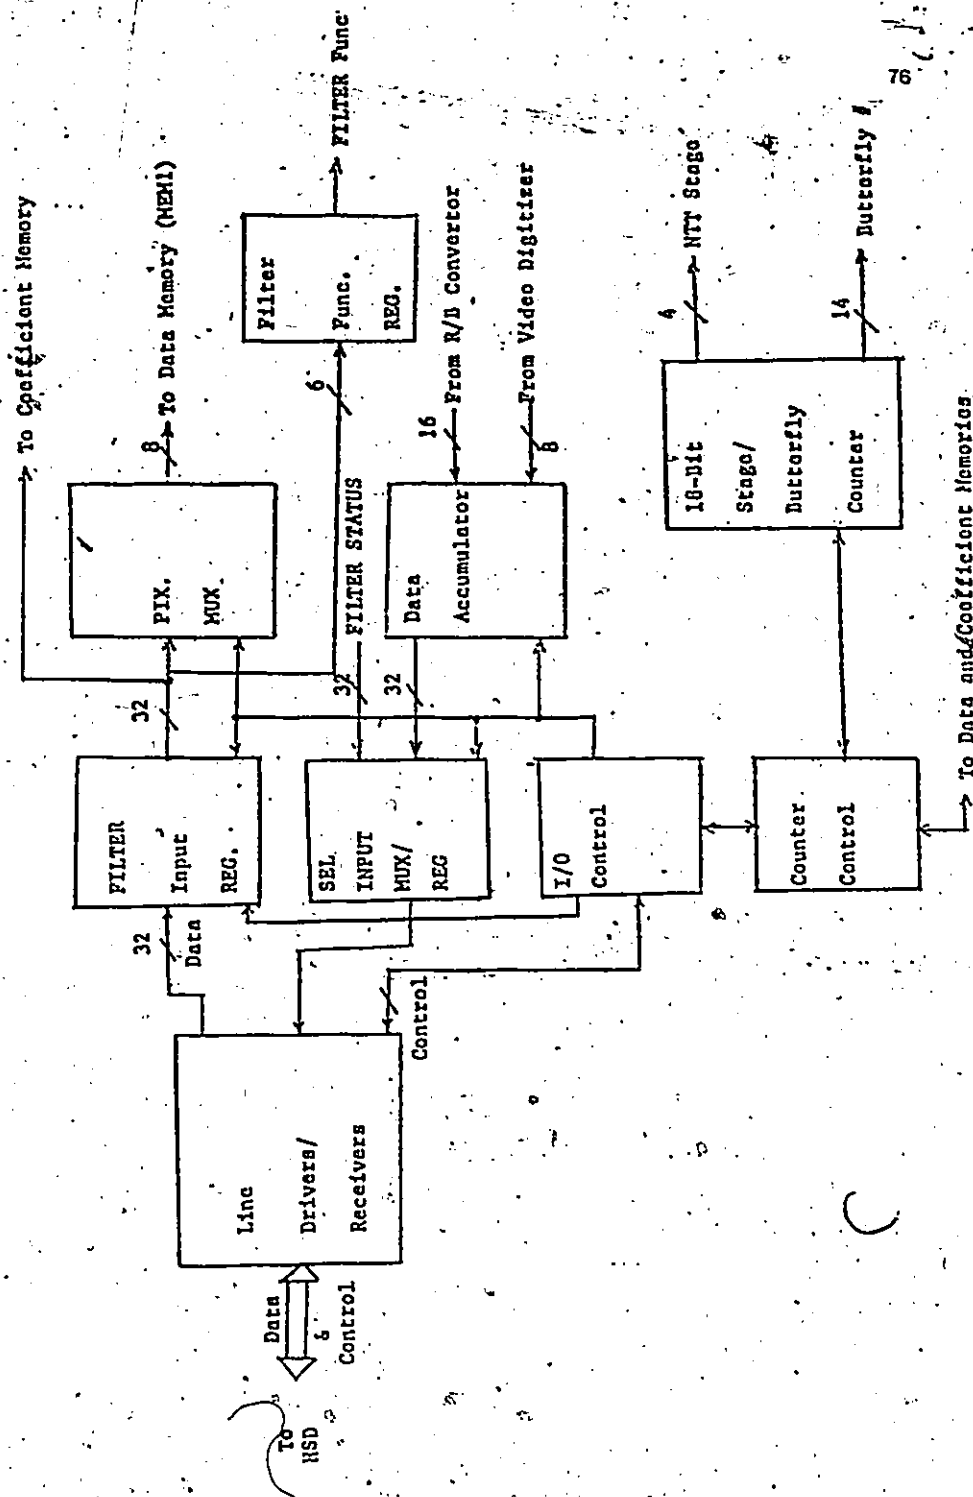 76
To Coefficient Memory
8
To Data Memory (MEM1)
32
PIX.
MUX
Filter
Func.
REG.
FILTER Func
6
FILTER
Input
REG.
32
Data
FILTER STATUS
32
SEL
INPUT
MUX/
REG
32
Data
Accumulator
16
From R/B Convertor
From Video Digitizer
8
Line
Drivers/
Receivers
Data
&
Control
To
HSD
Control
I/O
Control
Counter
Control
18-Bit
Stage/
Butterfly
Counter
4
NTT Stage
14
Butterfly #
To Data and Coefficient Memories